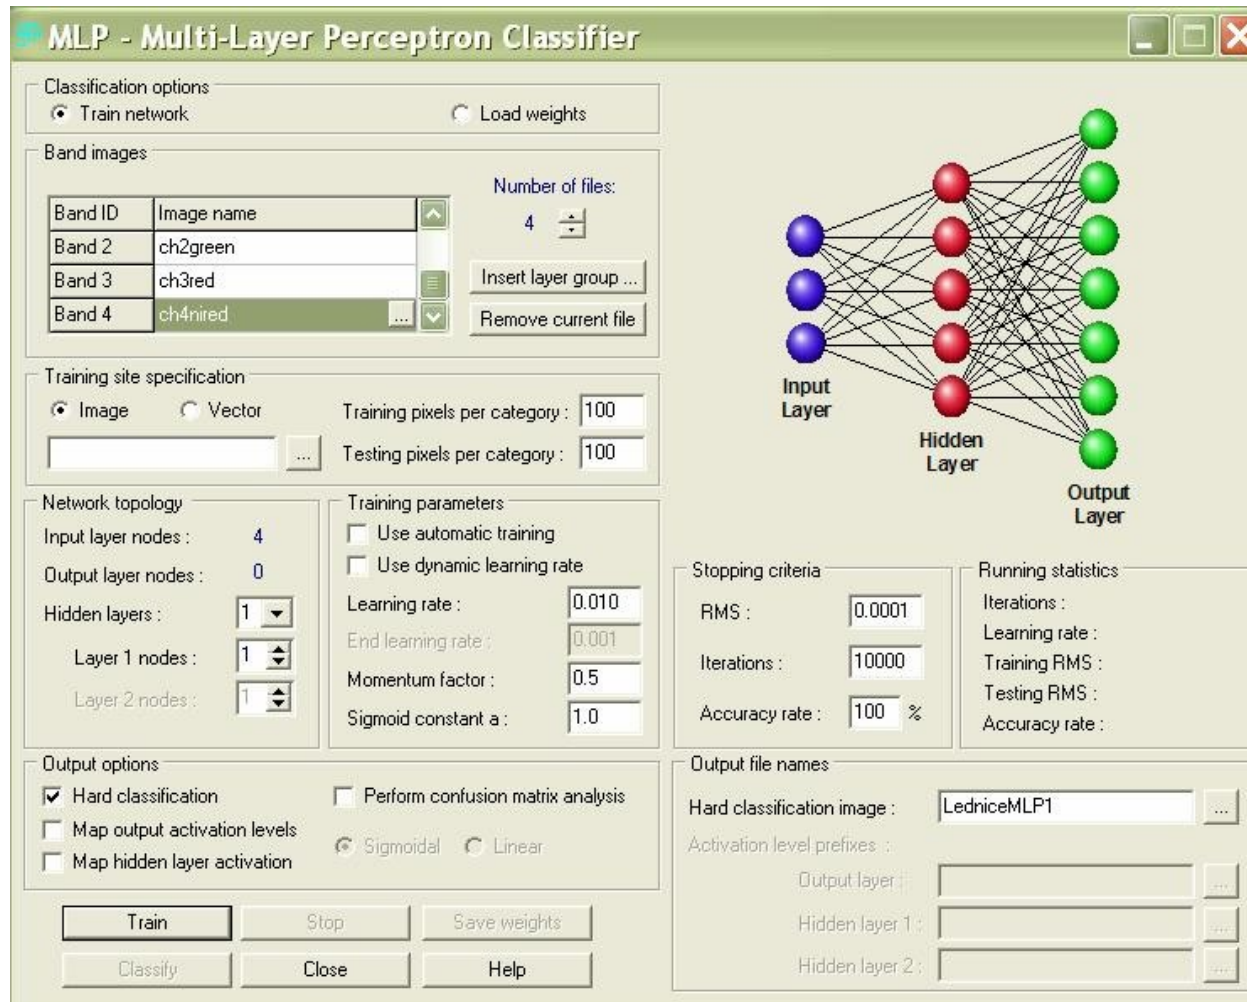 MLP - Multi-Layer Perceptron Classifier
Classification options
Train network
Load weights
Band images
Number of files:
4
Band ID Image name
Band 2 ch2green
Band 3 ch3red
Band 4 ch4nired ...
Insert layer group ...
Remove current file
Input
Layer
Hidden
Layer
Output
Layer
Training site specification
Image Vector
...
Training pixels per category : 100
Testing pixels per category : 100
Network topology
Input layer nodes : 4
Output layer nodes : 0
Hidden layers : 1
Layer 1 nodes : 1
Layer 2 nodes : 1
Training parameters
Use automatic training
Use dynamic learning rate
Learning rate : 0.010
End learning rate : 0.001
Momentum factor : 0.5
Sigmoid constant a : 1.0
Stopping criteria
RMS : 0.0001
Iterations : 10000
Accuracy rate : 100 %
Running statistics
Iterations :
Learning rate :
Training RMS :
Testing RMS :
Accuracy rate :
Output options
Hard classification
Map output activation levels
Map hidden layer activation
Perform confusion matrix analysis
Sigmoidal Linear
Output file names
Hard classification image : LedniceMLP1 ...
Activation level prefixes :
Output layer : ...
Hidden layer 1 : ...
Hidden layer 2 : ...
Train Stop Save weights
Classify Close Help